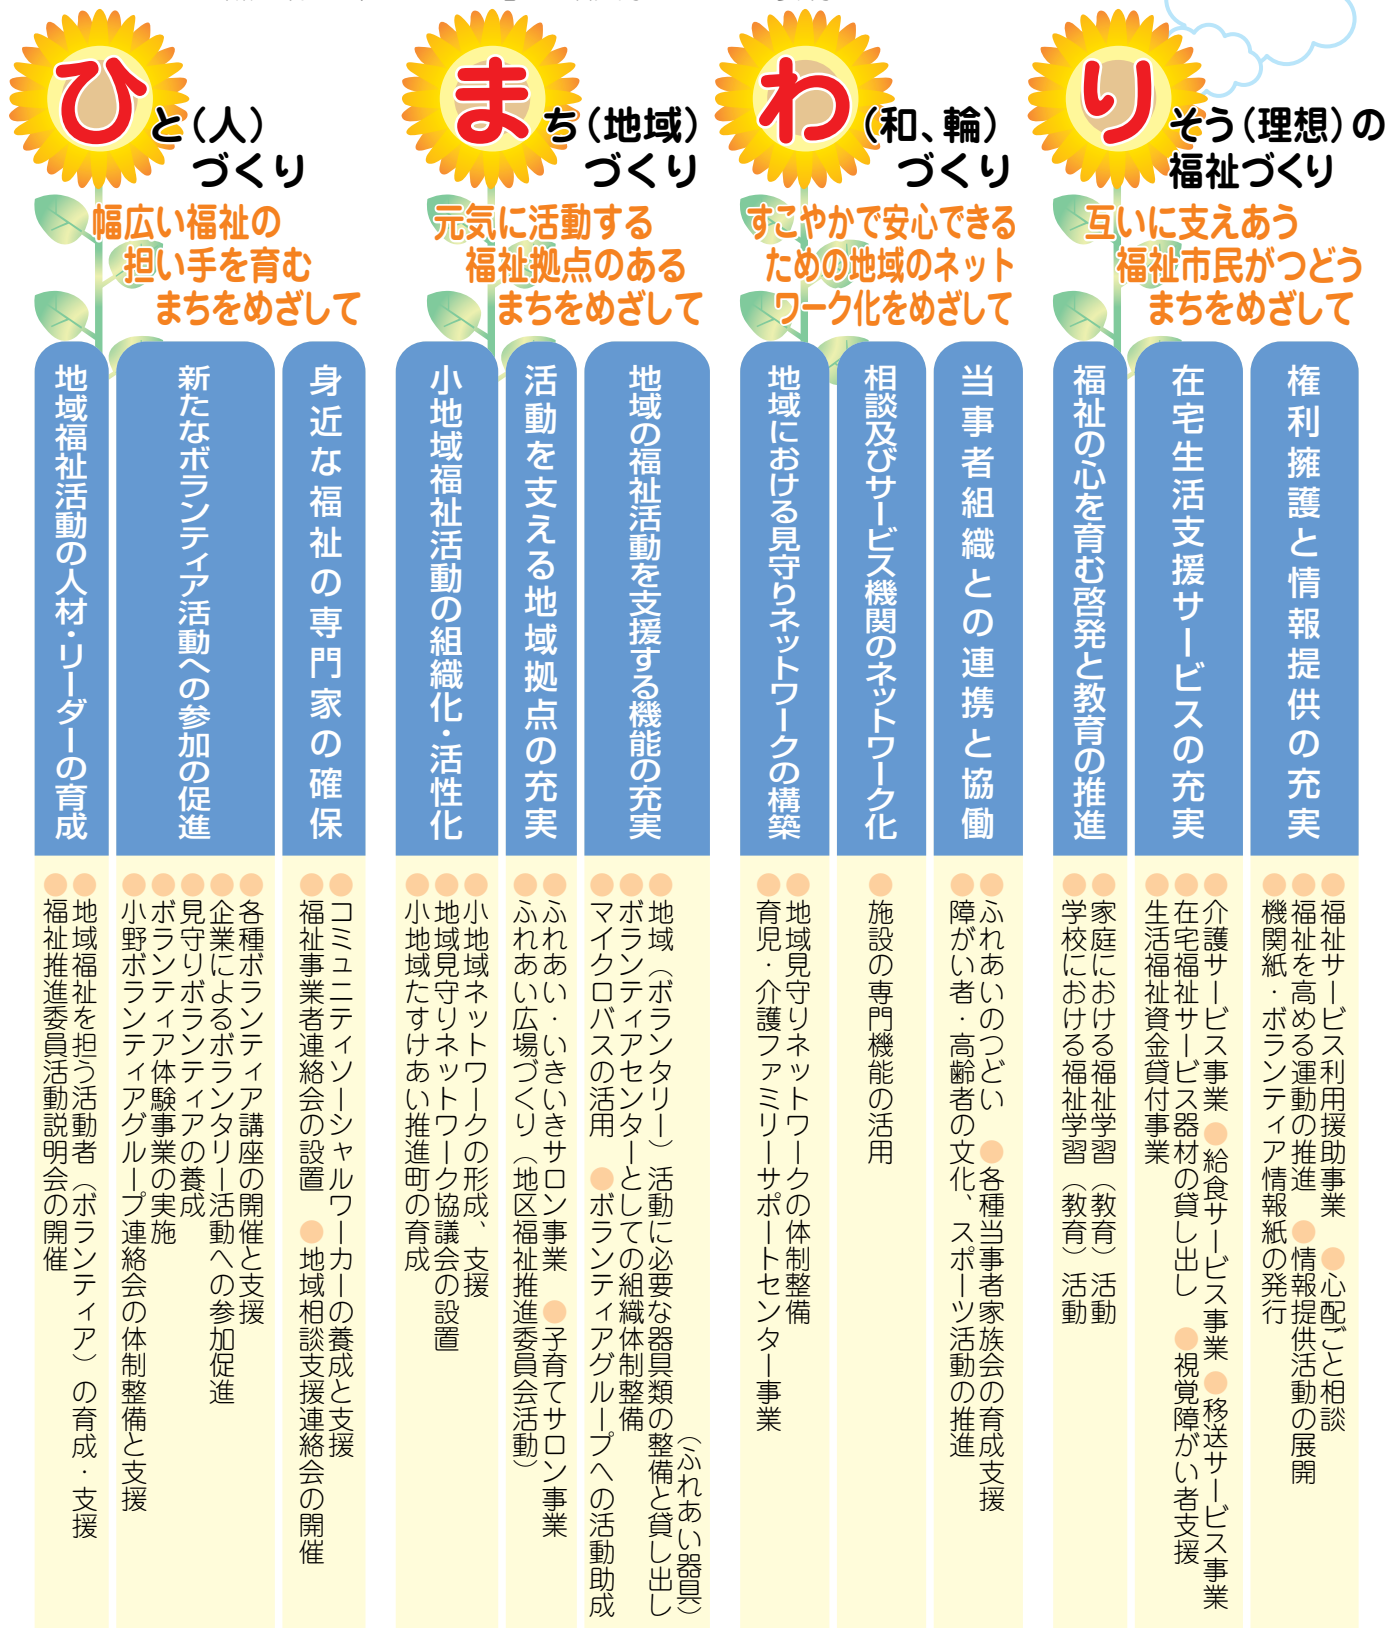 ひと(人)
づくり
幅広い福祉の
担い手を育む
まちをめざして
身近な福祉の専門家の確保
●コミュニティソーシャルワーカーの養成と支援
●福祉事業者連絡会の設置 ●地域相談支援連絡会の開催
新たなボランティア活動への参加の促進
●各種ボランティア講座の開催と支援
●企業によるボランタリー活動への参加促進
●見守りボランティアの養成
●ボランティア体験事業の実施
●小野ボランティアグループ連絡会の体制整備と支援
地域福祉活動の人材・リーダーの育成
●地域福祉を担う活動者（ボランティア）の育成・支援
●福祉推進委員活動説明会の開催
まち(地域)
づくり
元気に活動する
福祉拠点のある
まちをめざして
地域の福祉活動を支援する機能の充実
（ふれあい器具）
●地域（ボランタリー）活動に必要な器具類の整備と貸し出し
●ボランティアセンターとしての組織体制整備
●マイクロバスの活用 ●ボランティアグループへの活動助成
活動を支える地域拠点の充実
●ふれあい・いきいきサロン事業 ●子育てサロン事業
●ふれあい広場づくり（地区福祉推進委員会活動）
小地域福祉活動の組織化・活性化
●小地域ネットワークの形成、支援
●地域見守りネットワーク協議会の設置
●小地域たすけあい推進町の育成
わ(和、輪)
づくり
すこやかで安心できる
ための地域のネット
ワーク化をめざして
当事者組織との連携と協働
●ふれあいのつどい ●各種当事者家族会の育成支援
●障がい者・高齢者の文化、スポーツ活動の推進
相談及びサービス機関のネットワーク化
●施設の専門機能の活用
地域における見守りネットワークの構築
●地域見守りネットワークの体制整備
●育児・介護ファミリーサポートセンター事業
りそう(理想)の
福祉づくり
互いに支えあう
福祉市民がつどう
まちをめざして
権利擁護と情報提供の充実
●福祉サービス利用援助事業 ●心配ごと相談
●福祉を高める運動の推進 ●情報提供活動の展開
●機関紙・ボランティア情報紙の発行
在宅生活支援サービスの充実
●介護サービス事業 ●給食サービス事業 ●移送サービス事業
●在宅福祉サービス器材の貸し出し ●視覚障がい者支援
●生活福祉資金貸付事業
福祉の心を育む啓発と教育の推進
●家庭における福祉学習（教育）活動
●学校における福祉学習（教育）活動